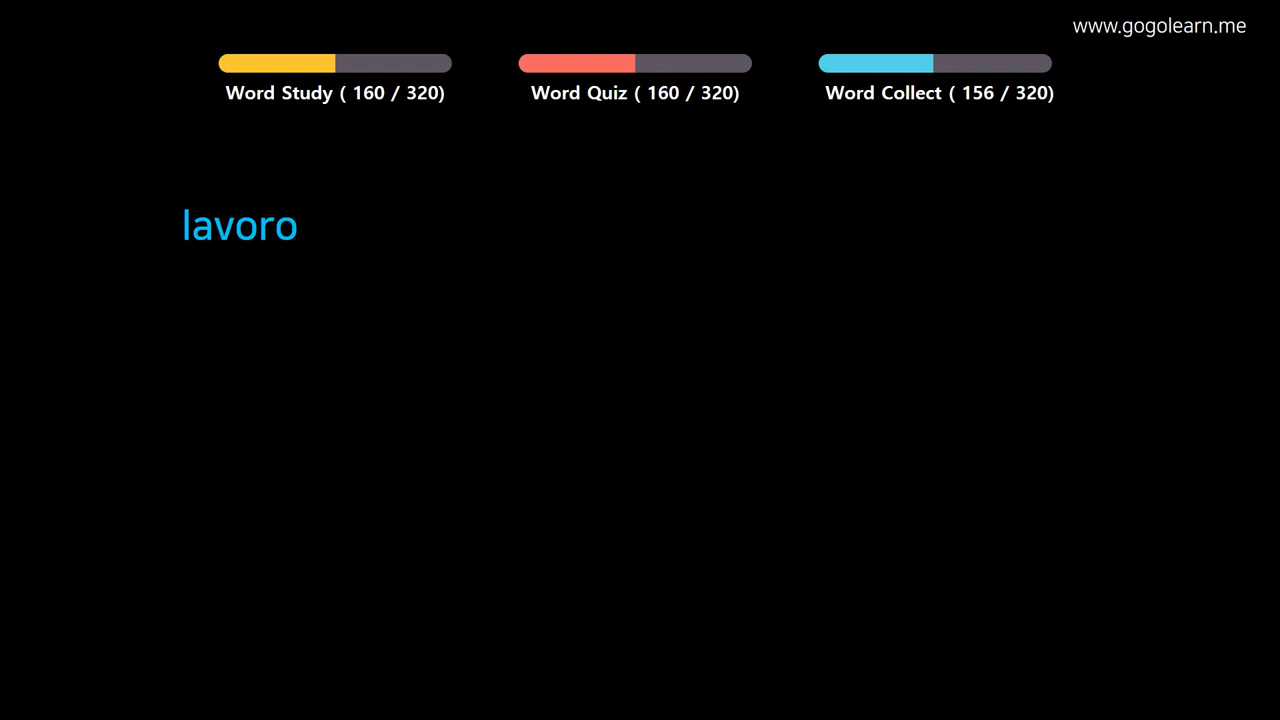 www.gogolearn.me
Word Study ( 160 / 320)
Word Quiz ( 160 / 320)
Word Collect ( 156 / 320)
lavoro